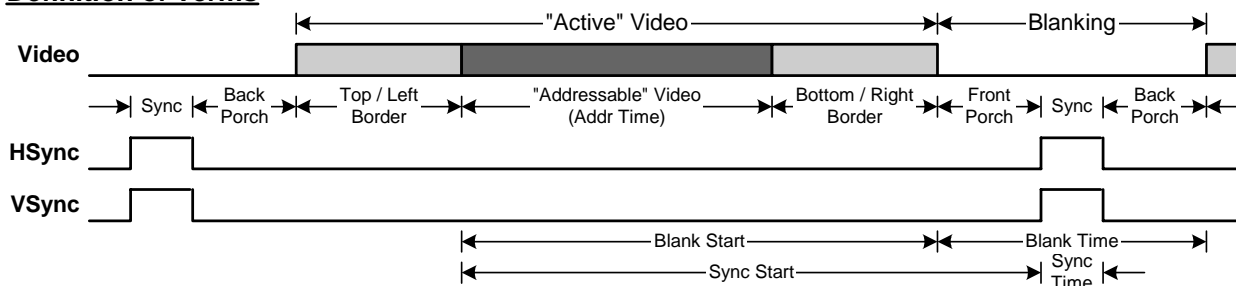 Definition of Terms
"Active" Video Blanking
Video
Sync Back Top / Left "Addressable" Video Bottom / Right Front Sync Back
Porch Border (Addr Time) Border Porch Porch
HSync
VSync
Blank Start Blank Time
Sync Start Sync
Time